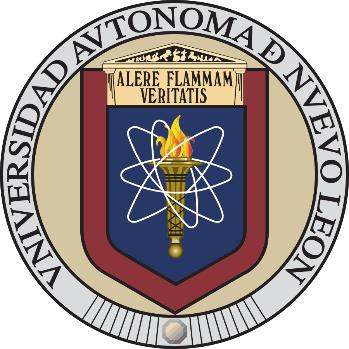 VNIVERSIDAD AVTONOMA Đ NVEVO LEON
ALERE FLAMMAM
VERITATIS